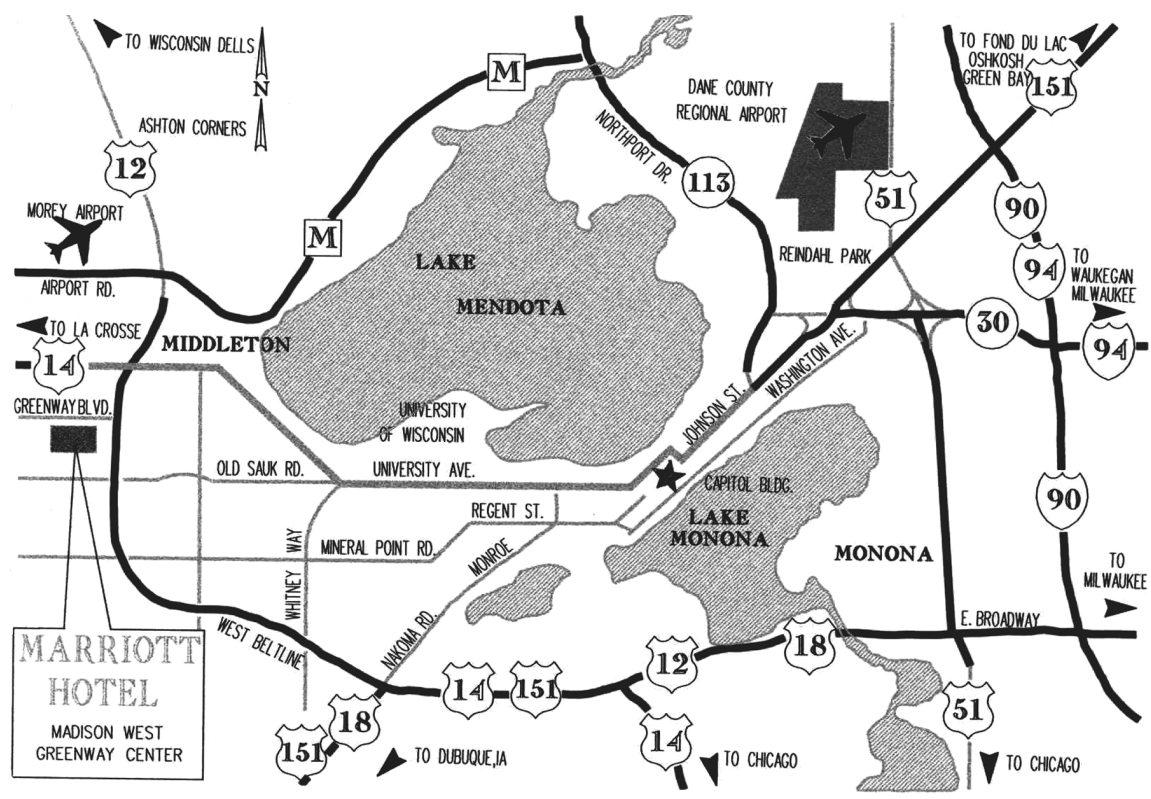 TO WISCONSIN DELLS
N
ASHTON CORNERS
12
M
M
NORTHPORT DR.
113
DANE COUNTY
REGIONAL AIRPORT
51
TO FOND DU LAC
OSHKOSH
GREEN BAY
151
90
94
TO
WAUKEGAN
MILWAUKEE
94
30
REINDAHL PARK
MOREY AIRPORT
AIRPORT RD.
TO LA CROSSE
14
MIDDLETON
LAKE
MENDOTA
GREENWAY BLVD.
UNIVERSITY
OF WISCONSIN
JOHNSON ST.
WASHINGTON AVE.
OLD SAUK RD.
UNIVERSITY AVE.
CAPITOL BLDG.
REGENT ST.
LAKE
MONONA
MONONA
90
MINERAL POINT RD.
MONROE
WHITNEY WAY
TO
MILWAUKEE
NAKOMA RD.
WEST BELTLINE
E. BROADWAY
MARRIOTT
HOTEL
MADISON WEST
GREENWAY CENTER
14
151
12
18
51
18
151
14
TO DUBUQUE,IA
TO CHICAGO
TO CHICAGO